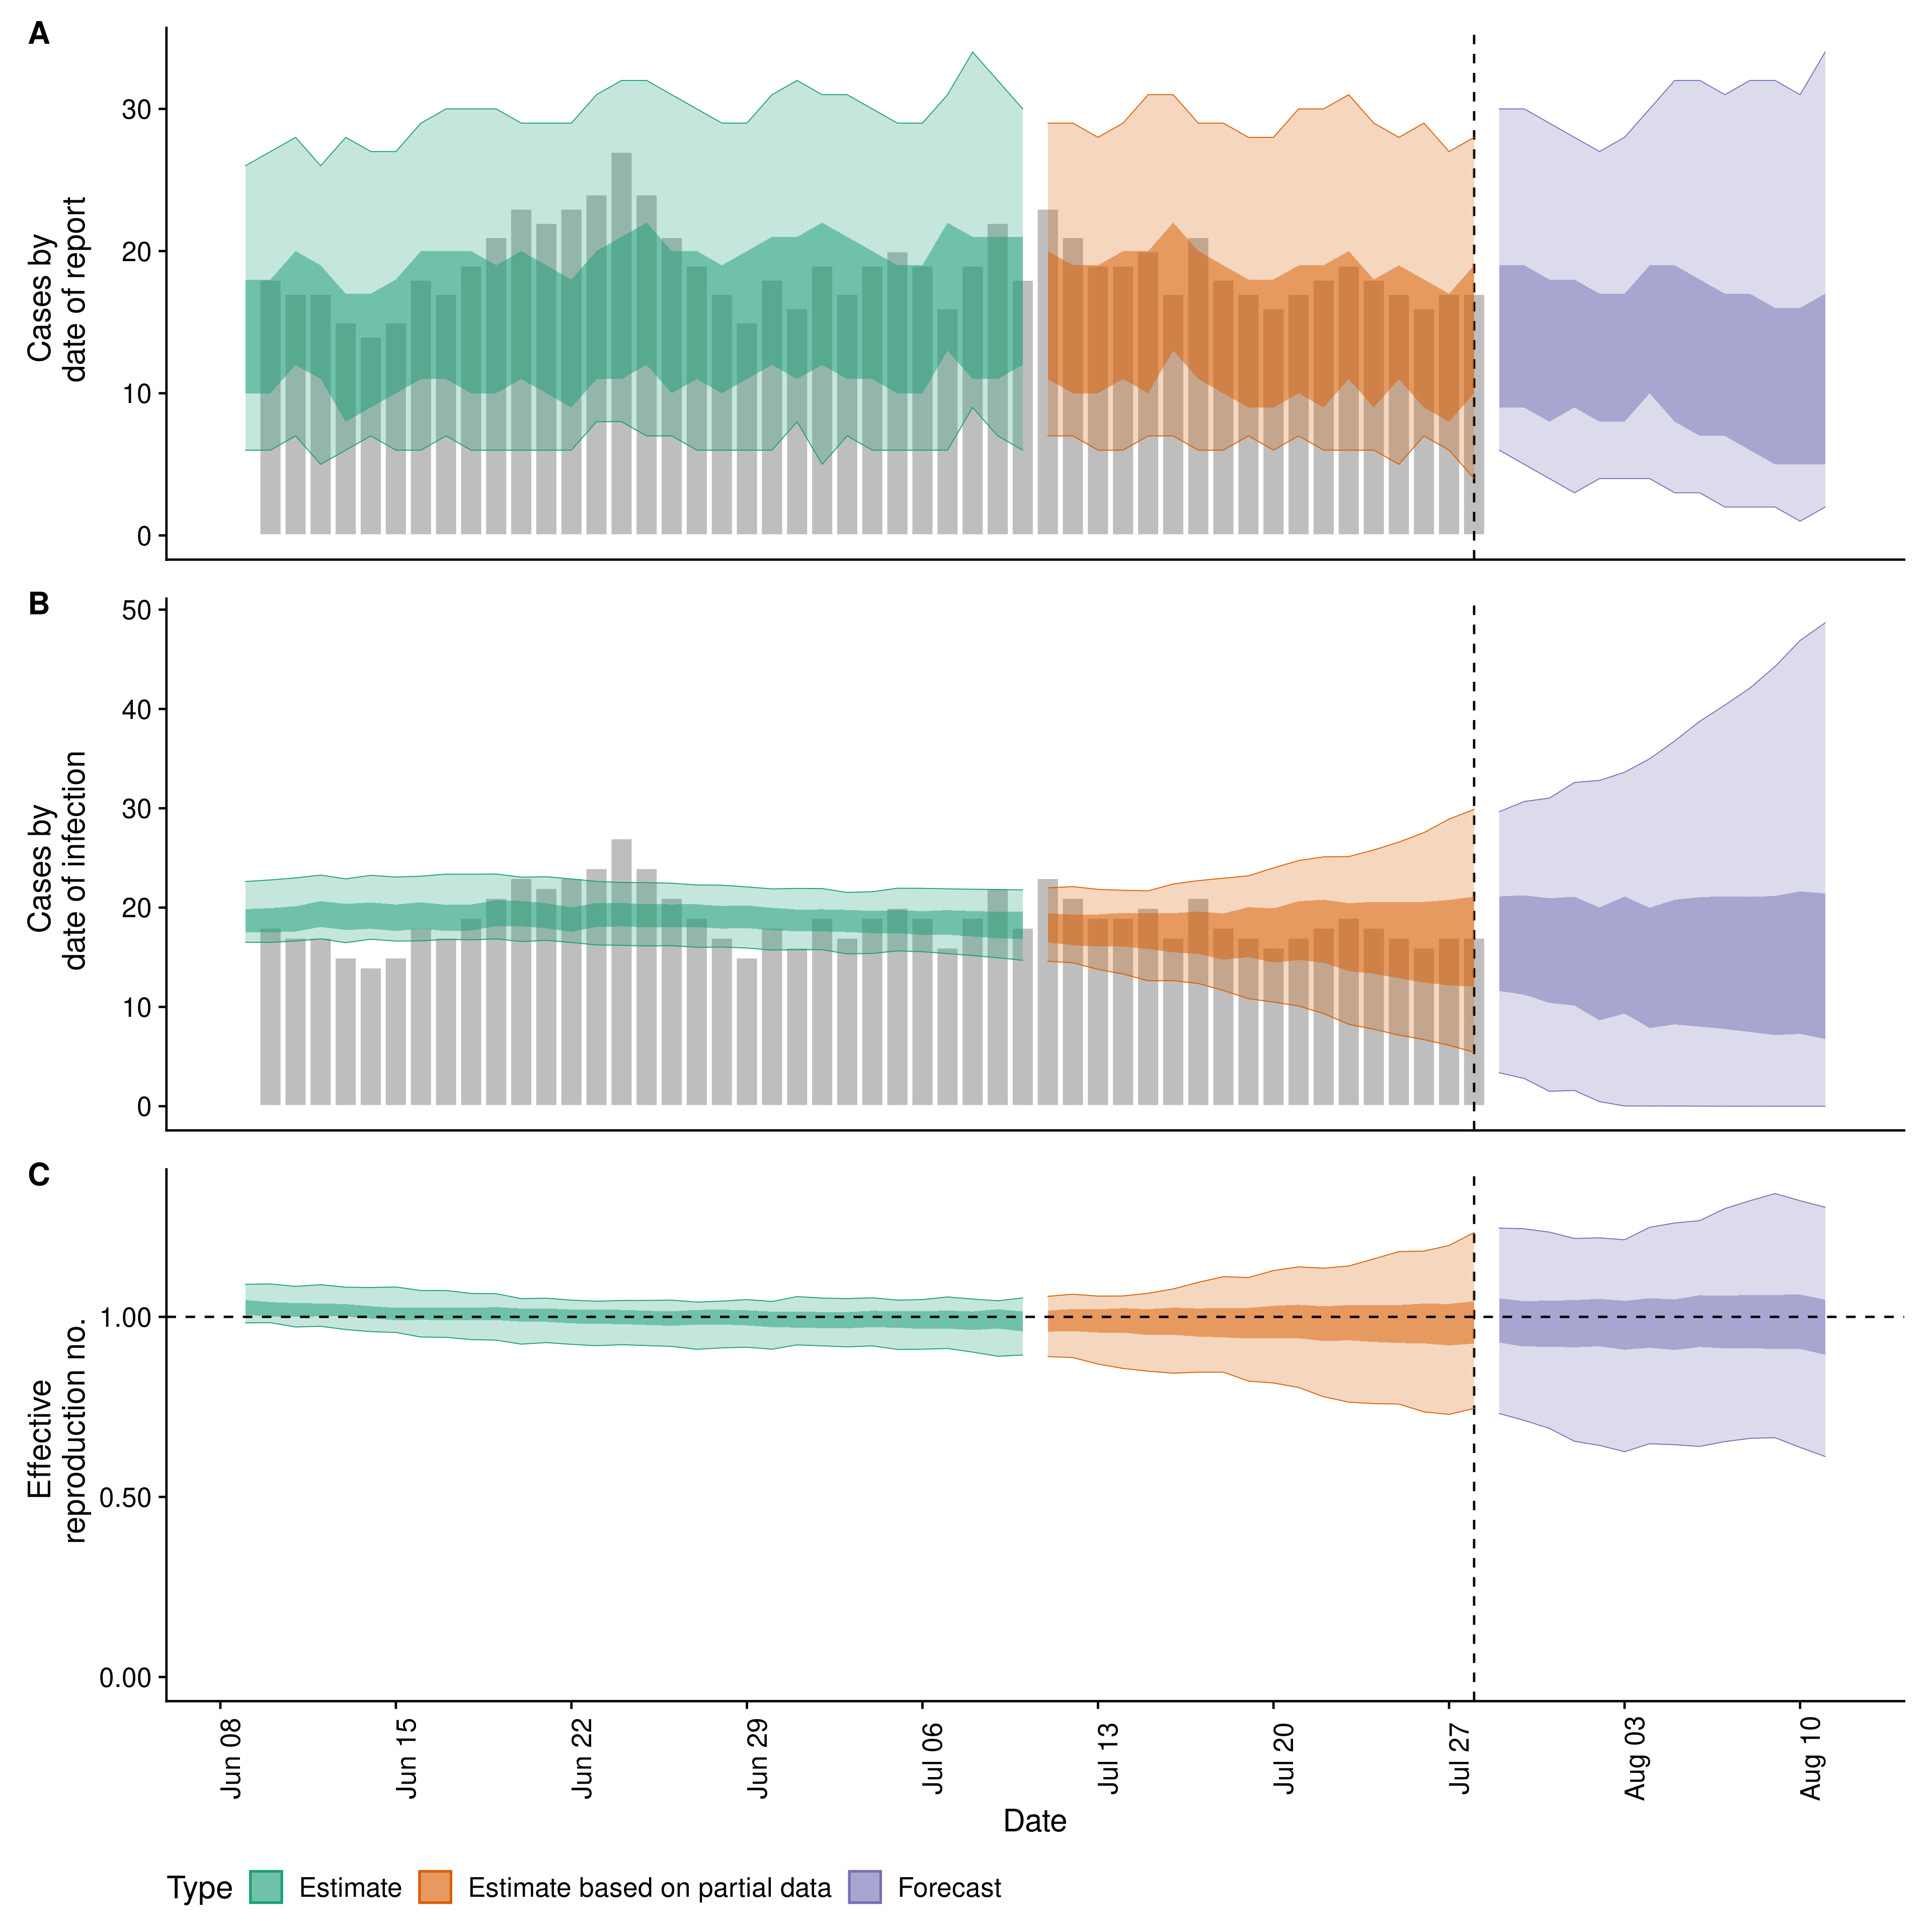 A
30
20
10
0
Cases by
date of report
B
50
40
30
20
10
0
Cases by
date of infection
C
1.00
0.50
0.00
Effective
reproduction no.
Jun 08
Jun 15
Jun 22
Jun 29
Jul 06
Jul 13
Jul 20
Jul 27
Aug 03
Aug 10
Date
Type Estimate Estimate based on partial data Forecast